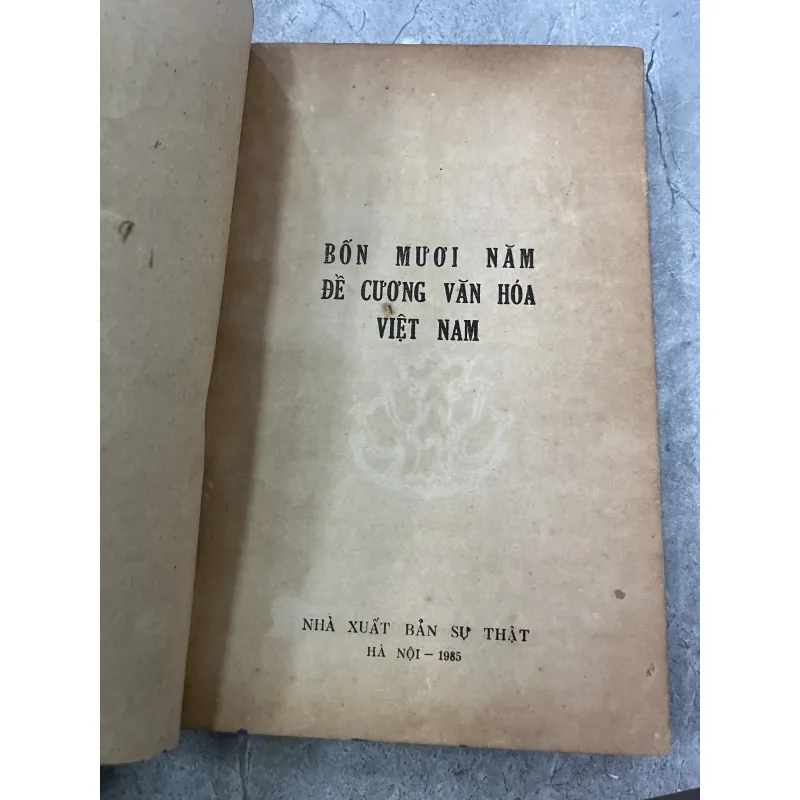 BỐN MƯƠI NĂM
ĐỀ CƯƠNG VĂN HÓA
VIỆT NAM
NHÀ XUẤT BẢN SỰ THẬT
HÀ NỘI – 1985